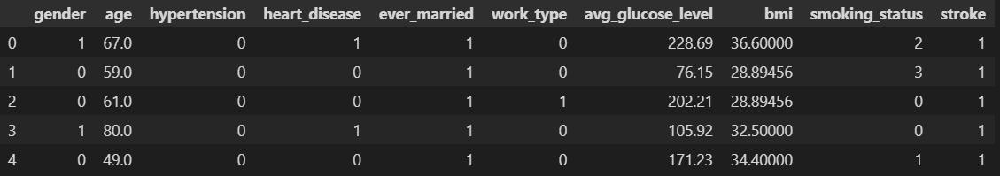 gender age hypertension heart_disease ever_married work_type avg_glucose_level bmi smoking_status stroke
0 1 67.0 0 1 1 0 228.69 36.60000 2 1
1 0 59.0 0 0 1 0 76.15 28.89456 3 1
2 0 61.0 0 0 1 1 202.21 28.89456 0 1
3 1 80.0 0 1 1 0 105.92 32.50000 0 1
4 0 49.0 0 0 1 0 171.23 34.40000 1 1